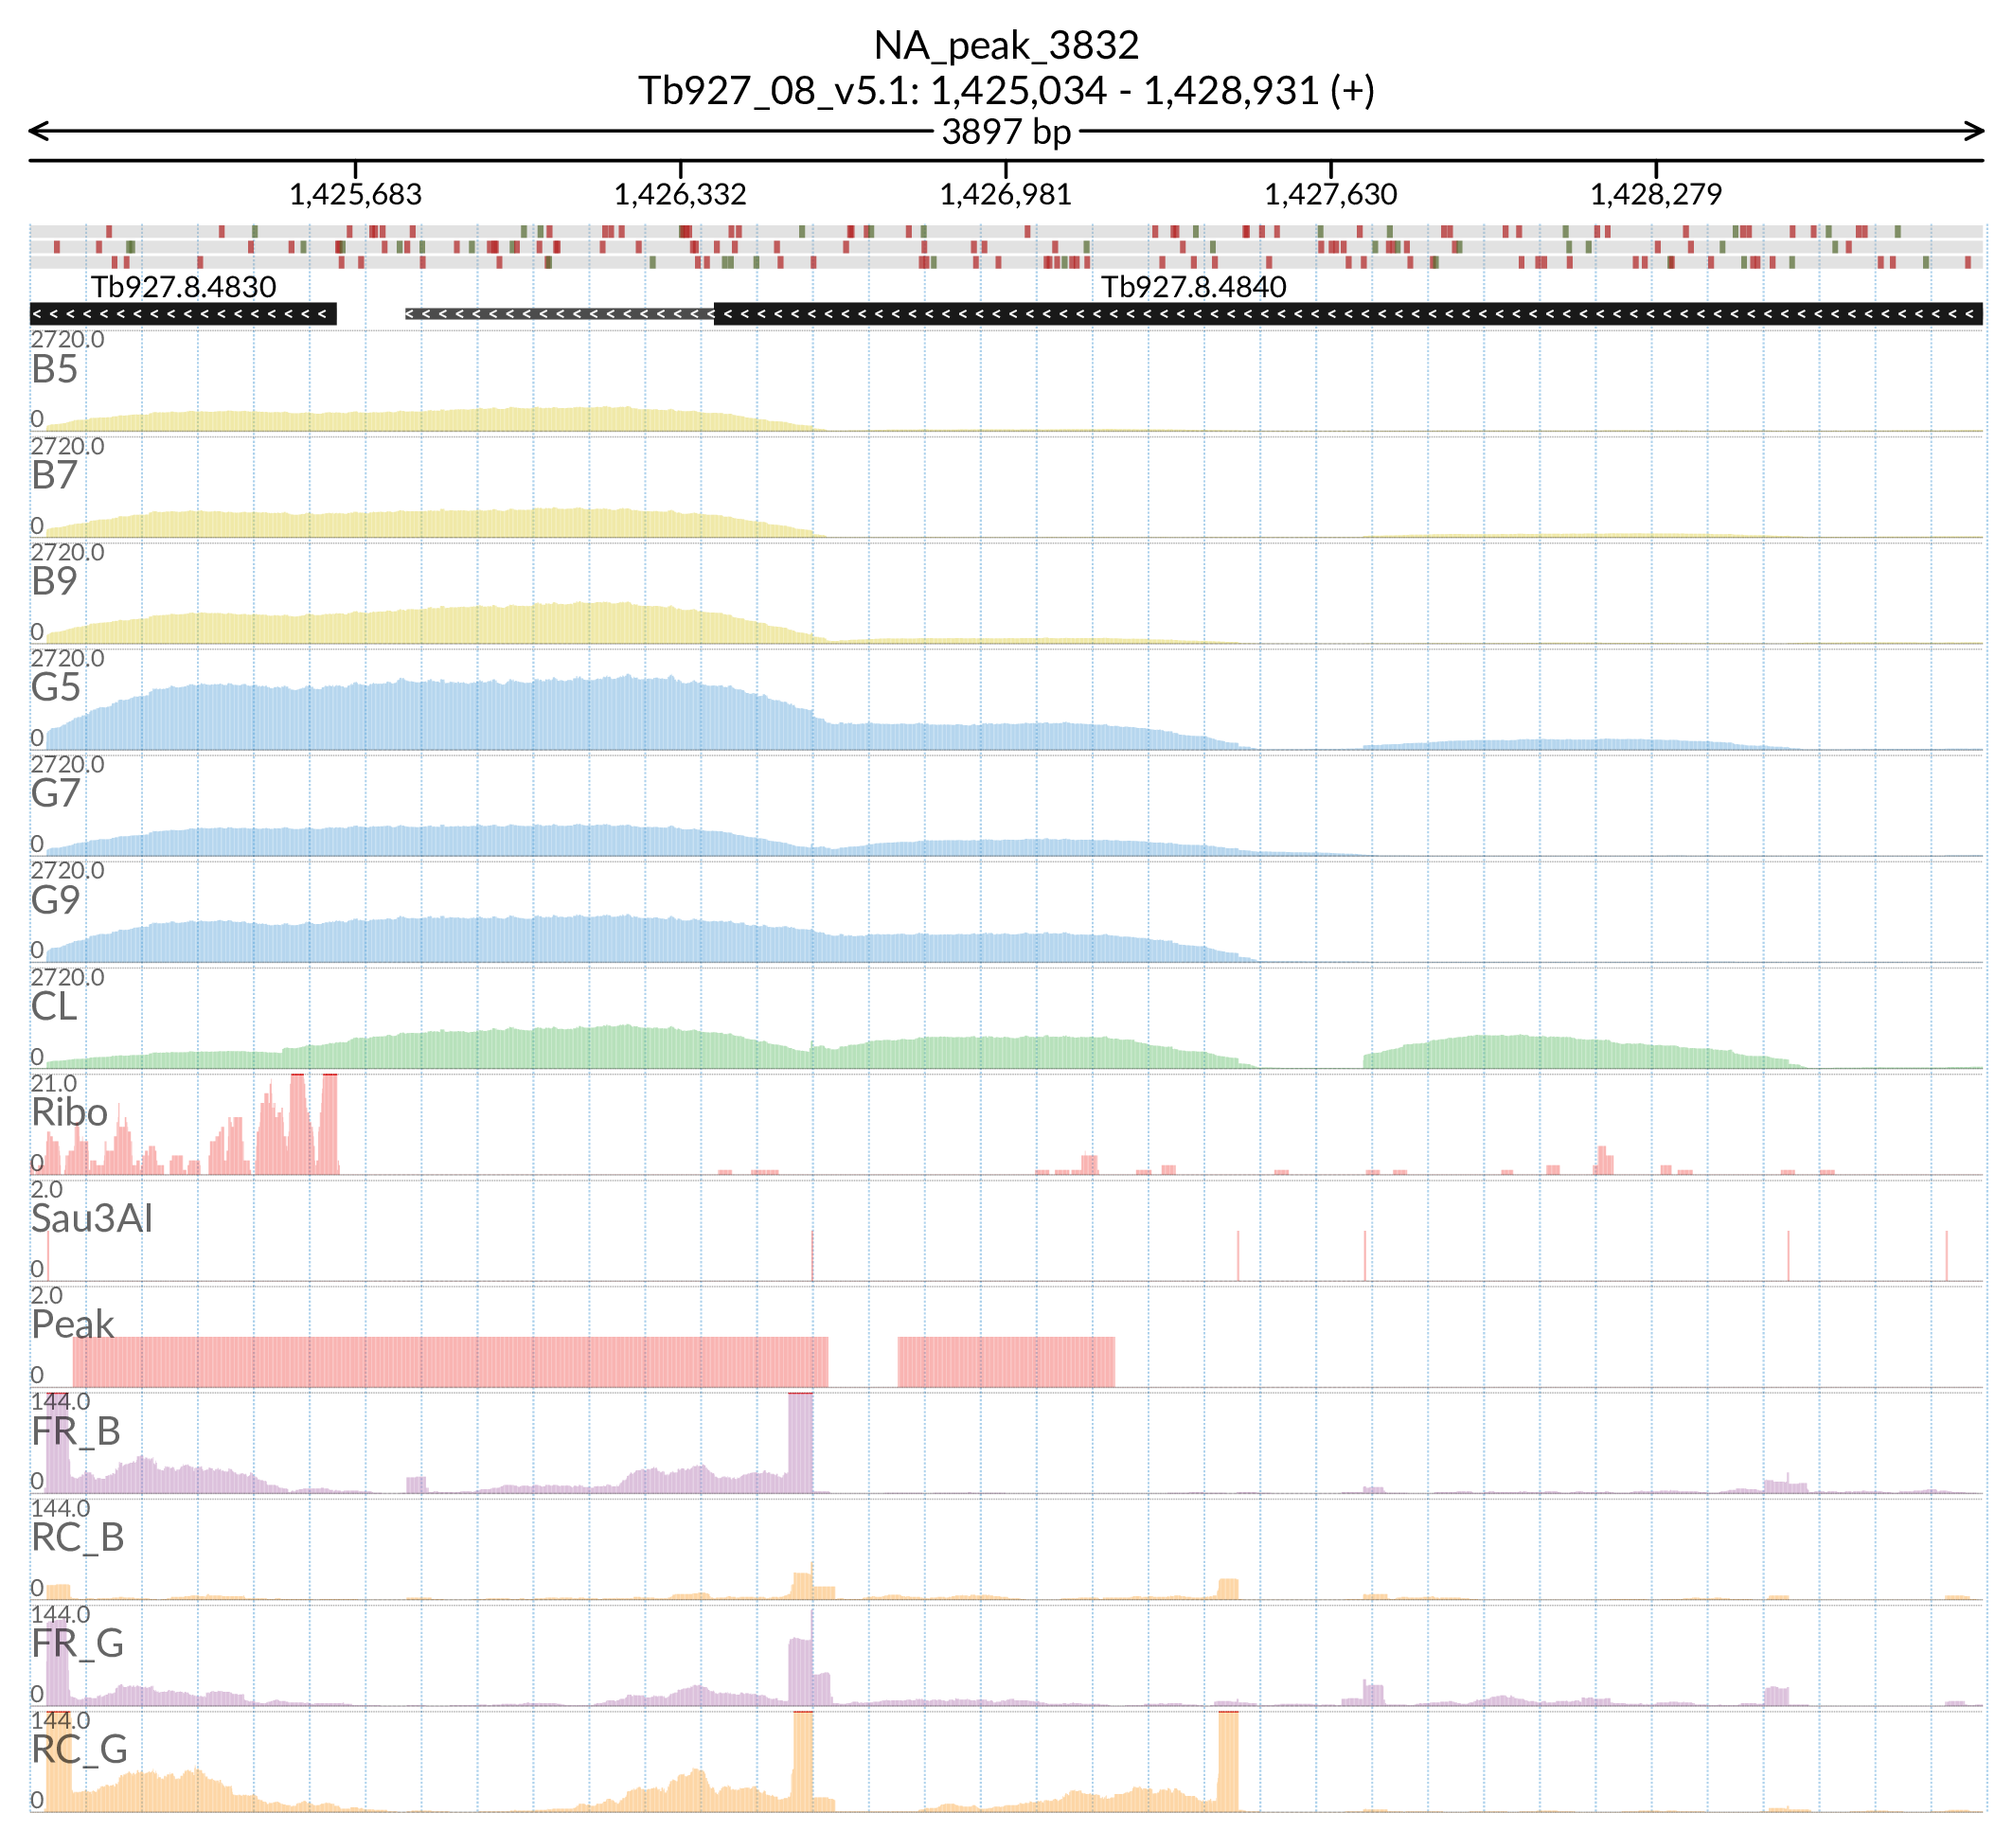 NA_peak_3832
Tb927_08_v5.1: 1,425,034 - 1,428,931 (+)
3897 bp
1,425,683 1,426,332 1,426,981 1,427,630 1,428,279
Tb927.8.4830 Tb927.8.4840
2720.0
B5
0
2720.0
B7
0
2720.0
B9
0
2720.0
G5
0
2720.0
G7
0
2720.0
G9
0
2720.0
CL
0
21.0
Ribo
0
2.0
Sau3AI
0
2.0
Peak
0
144.0
FR_B
0
144.0
RC_B
0
144.0
FR_G
0
144.0
RC_G
0